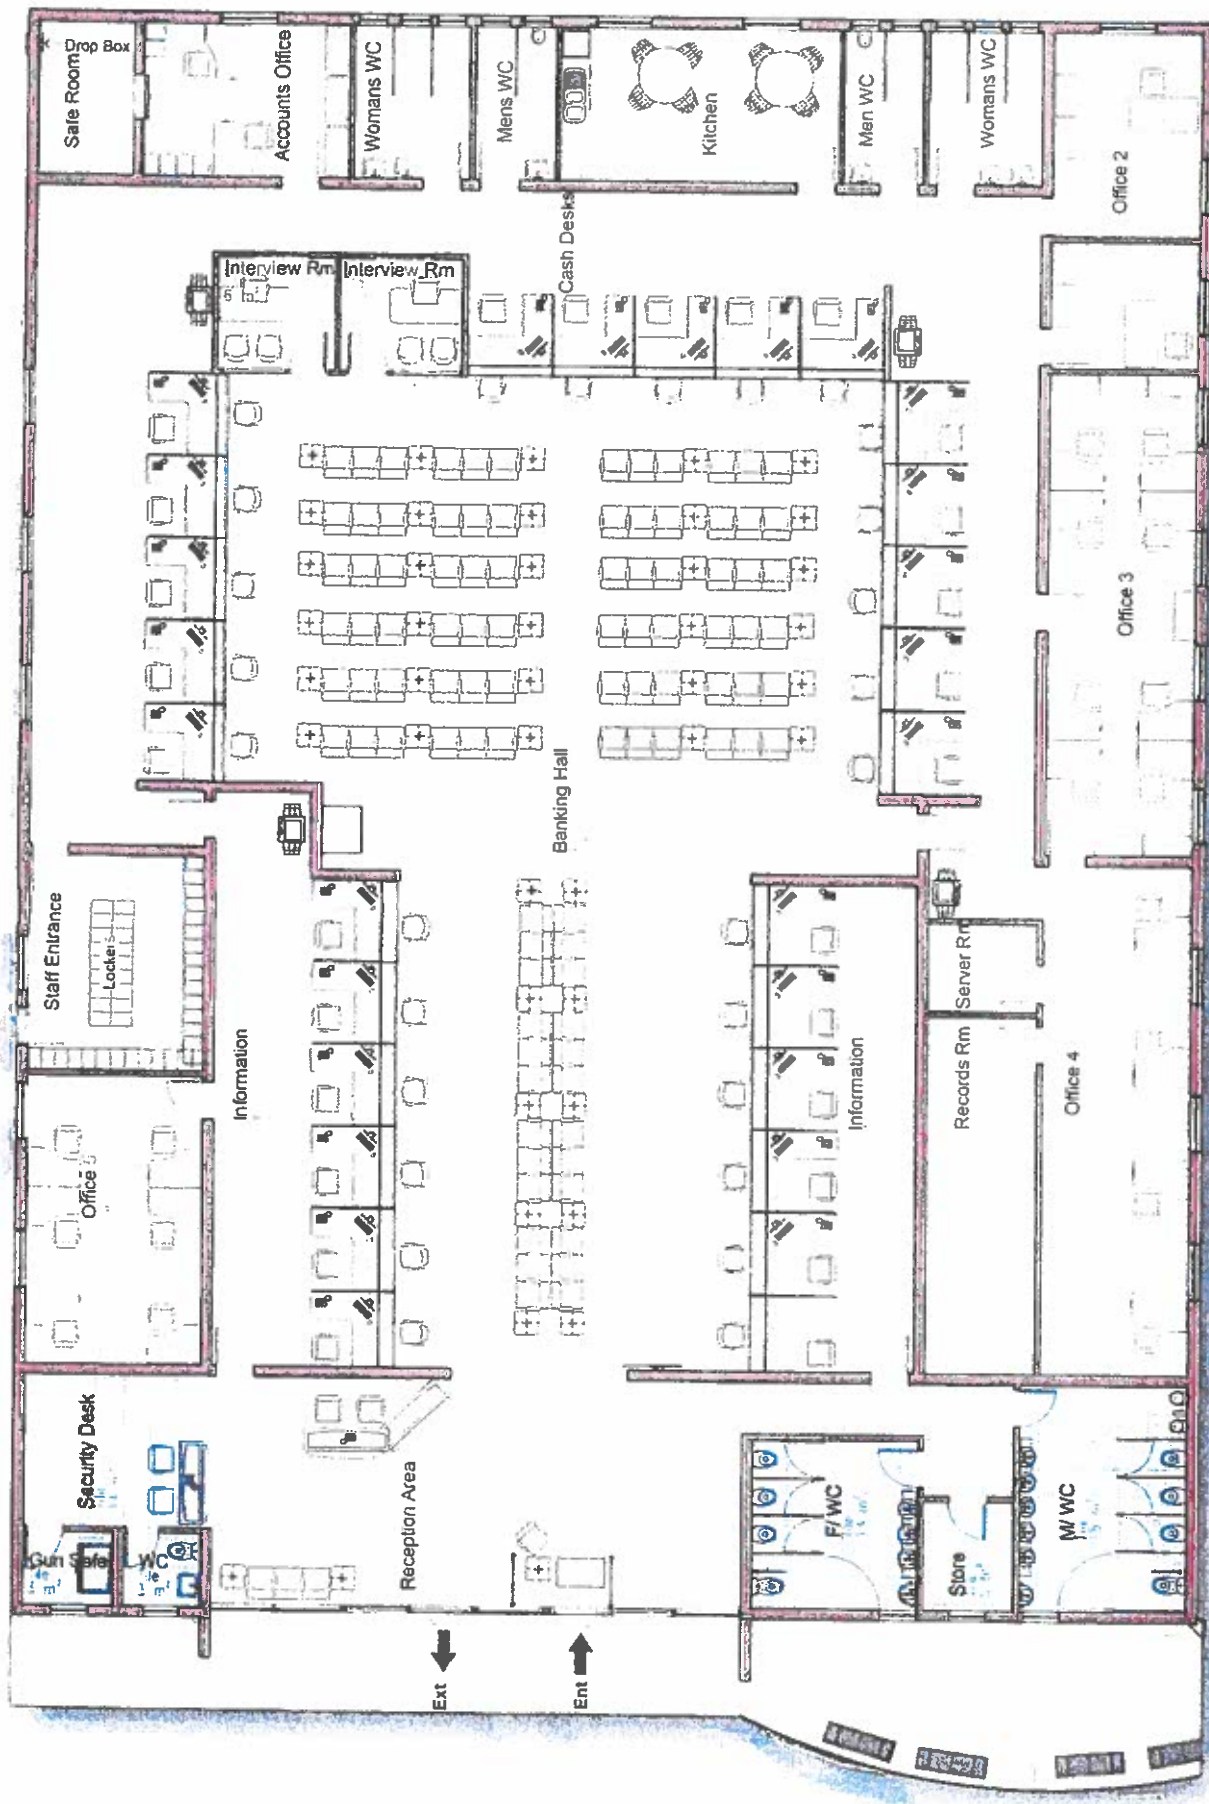 Safe Room
Drop Box
Accounts Office
Womans WC
Mens WC
Kitchen
Men WC
Womans WC
Office 2
Interview Rm
Interview Rm
Cash Desks
Office 3
Banking Hall
Staff Entrance
Lockers
Information
Office
Information
Server Rm
Records Rm
Office 4
Security Desk
Gun Safe
WC
Reception Area
F/ WC
Store
M/ WC
Ext
Ent